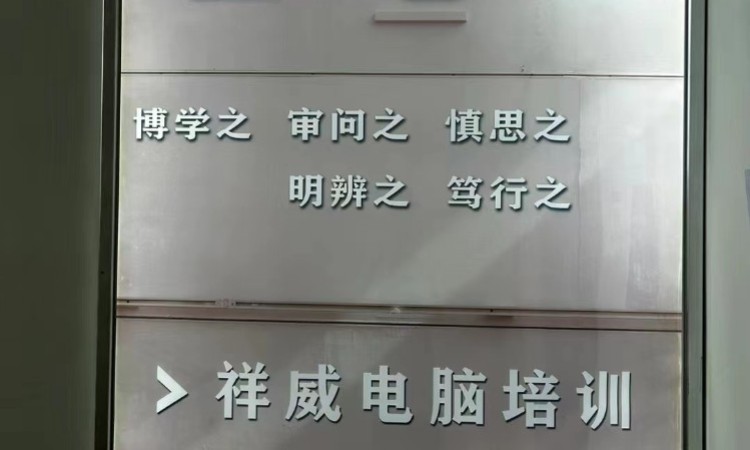 博学之 审问之 慎思之
明辨之 笃行之
祥威电脑培训